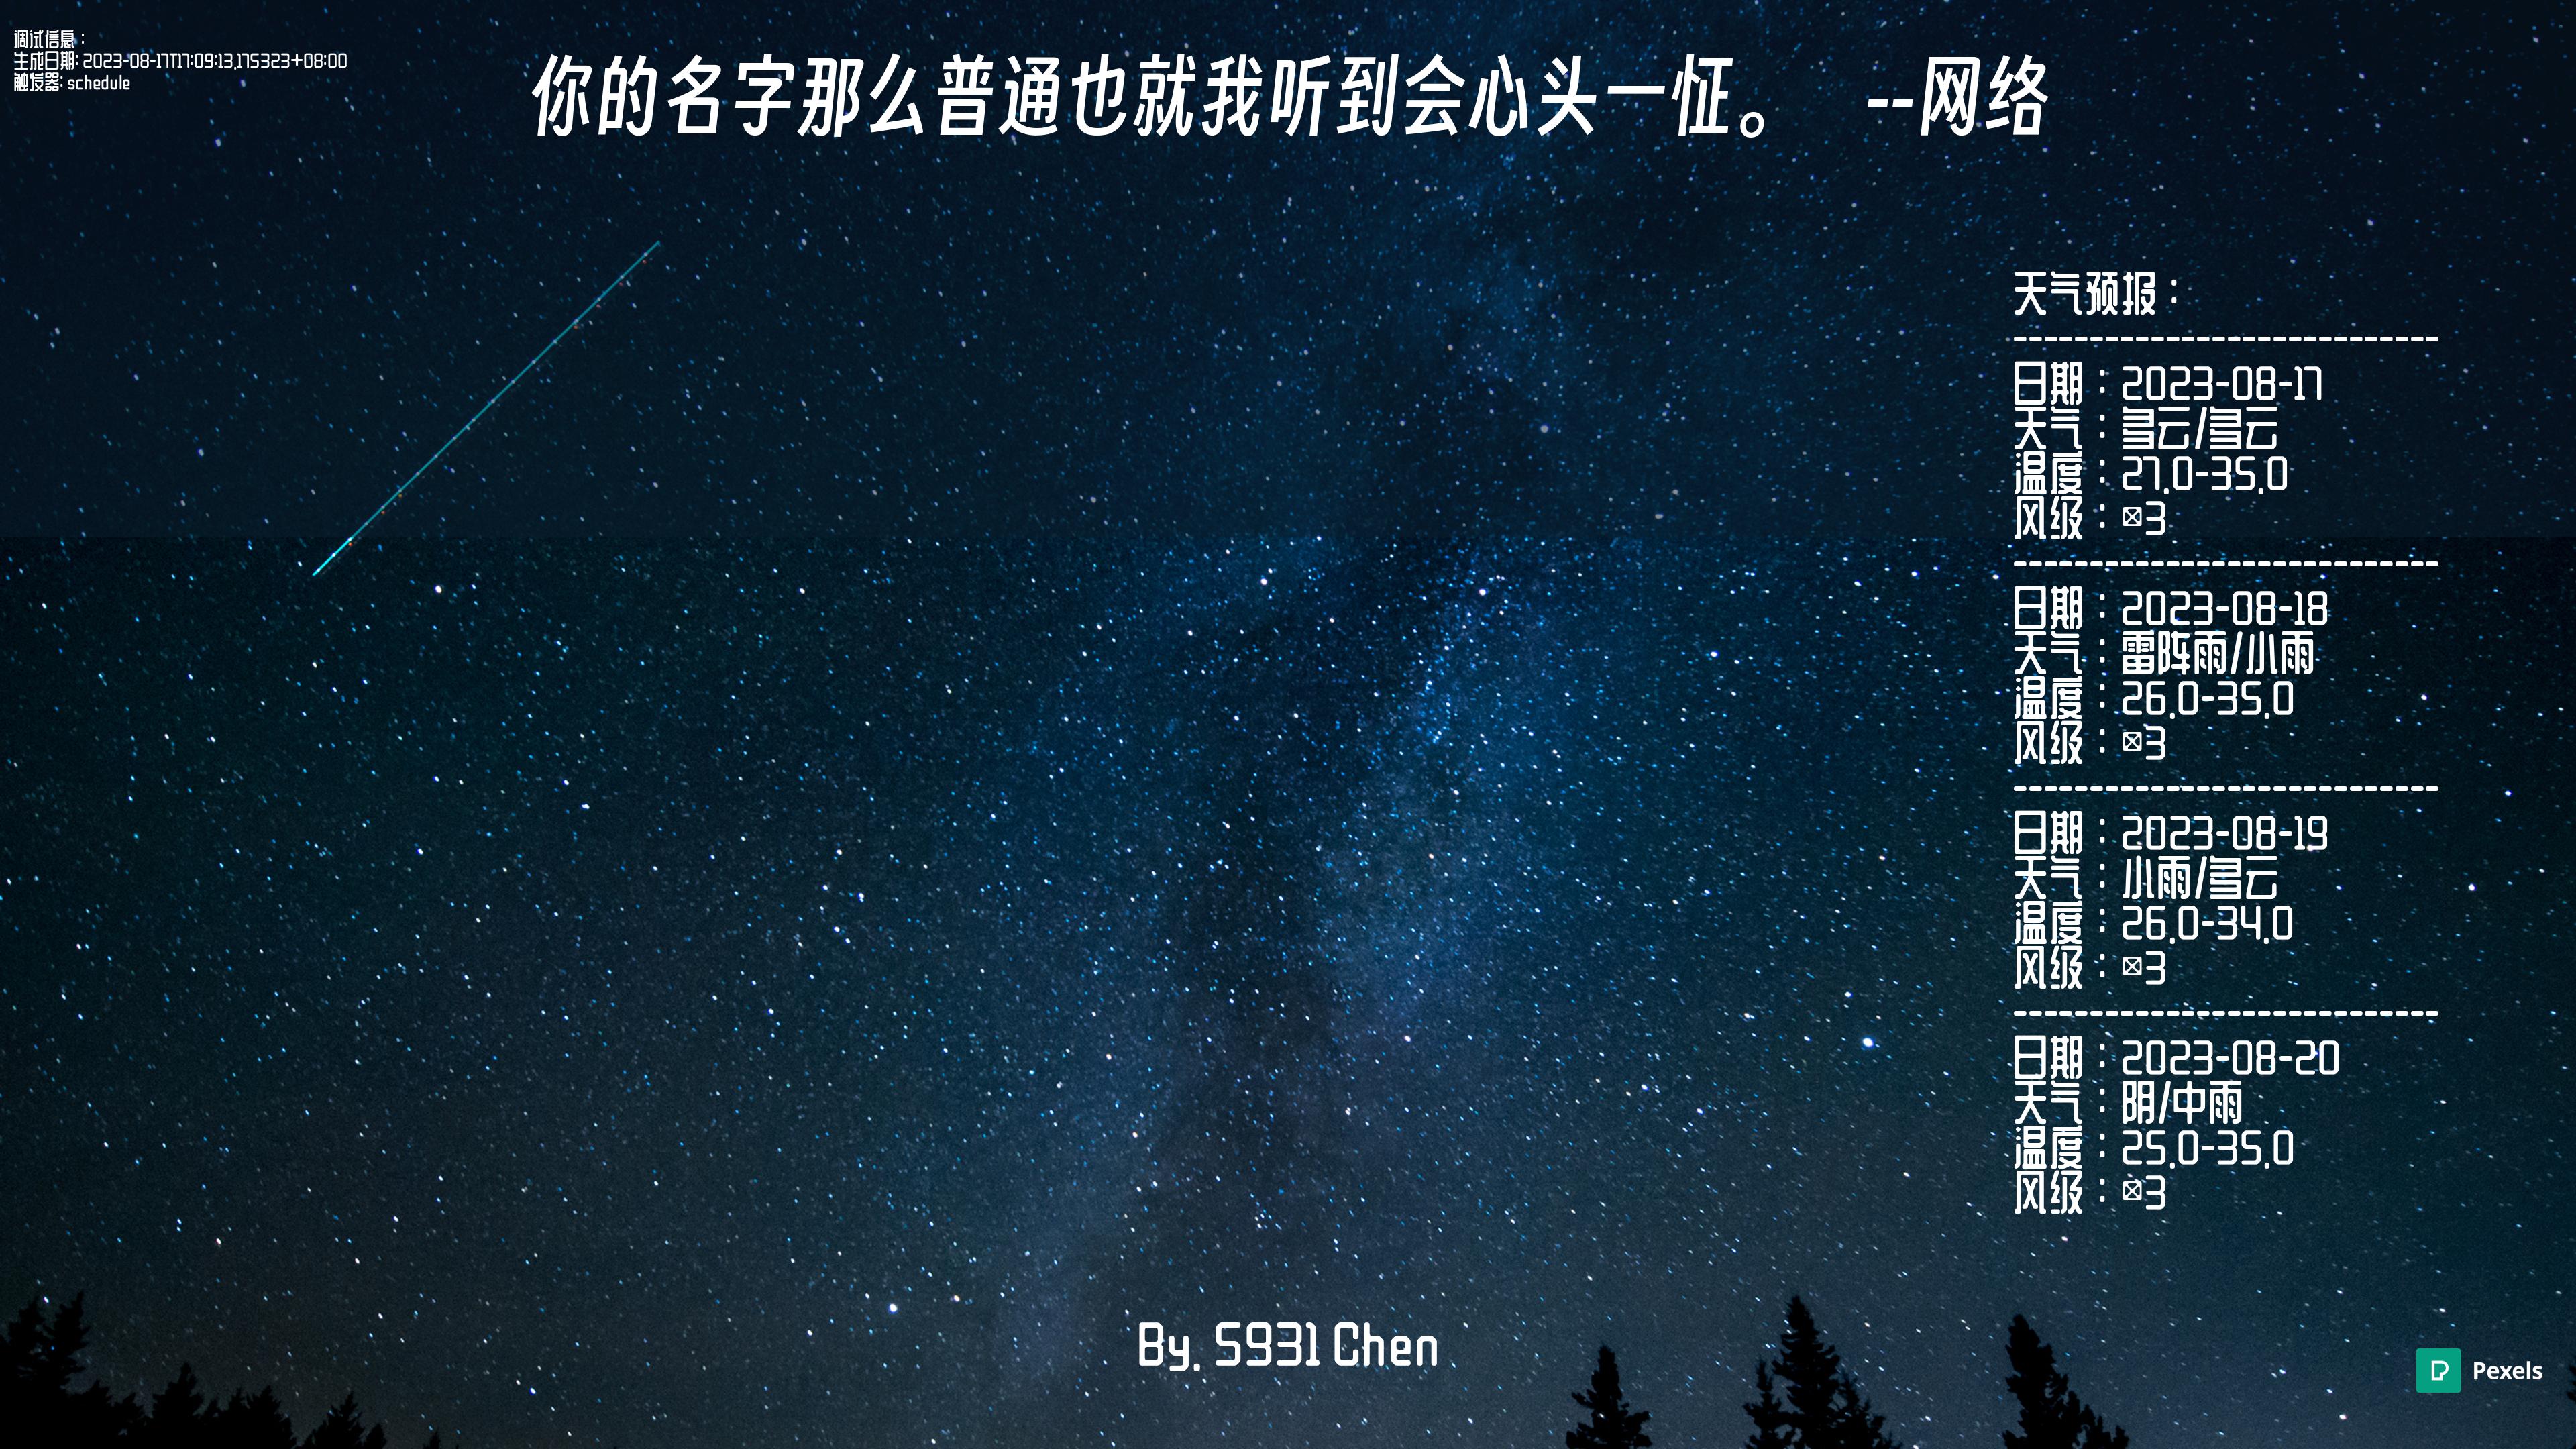 调试信息：
生成日期: 2023-08-17T17:09:13.175323+08:00
触发器: schedule
你的名字那么普通也就我听到会心头一怔。 --网络
天气预报：
----------------------------
日期：2023-08-17
天气：多云/多云
温度：27.0-35.0
风级：☒3
----------------------------
日期：2023-08-18
天气：雷阵雨/小雨
温度：26.0-35.0
风级：☒3
----------------------------
日期：2023-08-19
天气：小雨/多云
温度：26.0-34.0
风级：☒3
----------------------------
日期：2023-08-20
天气：阴/中雨
温度：25.0-35.0
风级：☒3
By. S931 Chen
Pexels